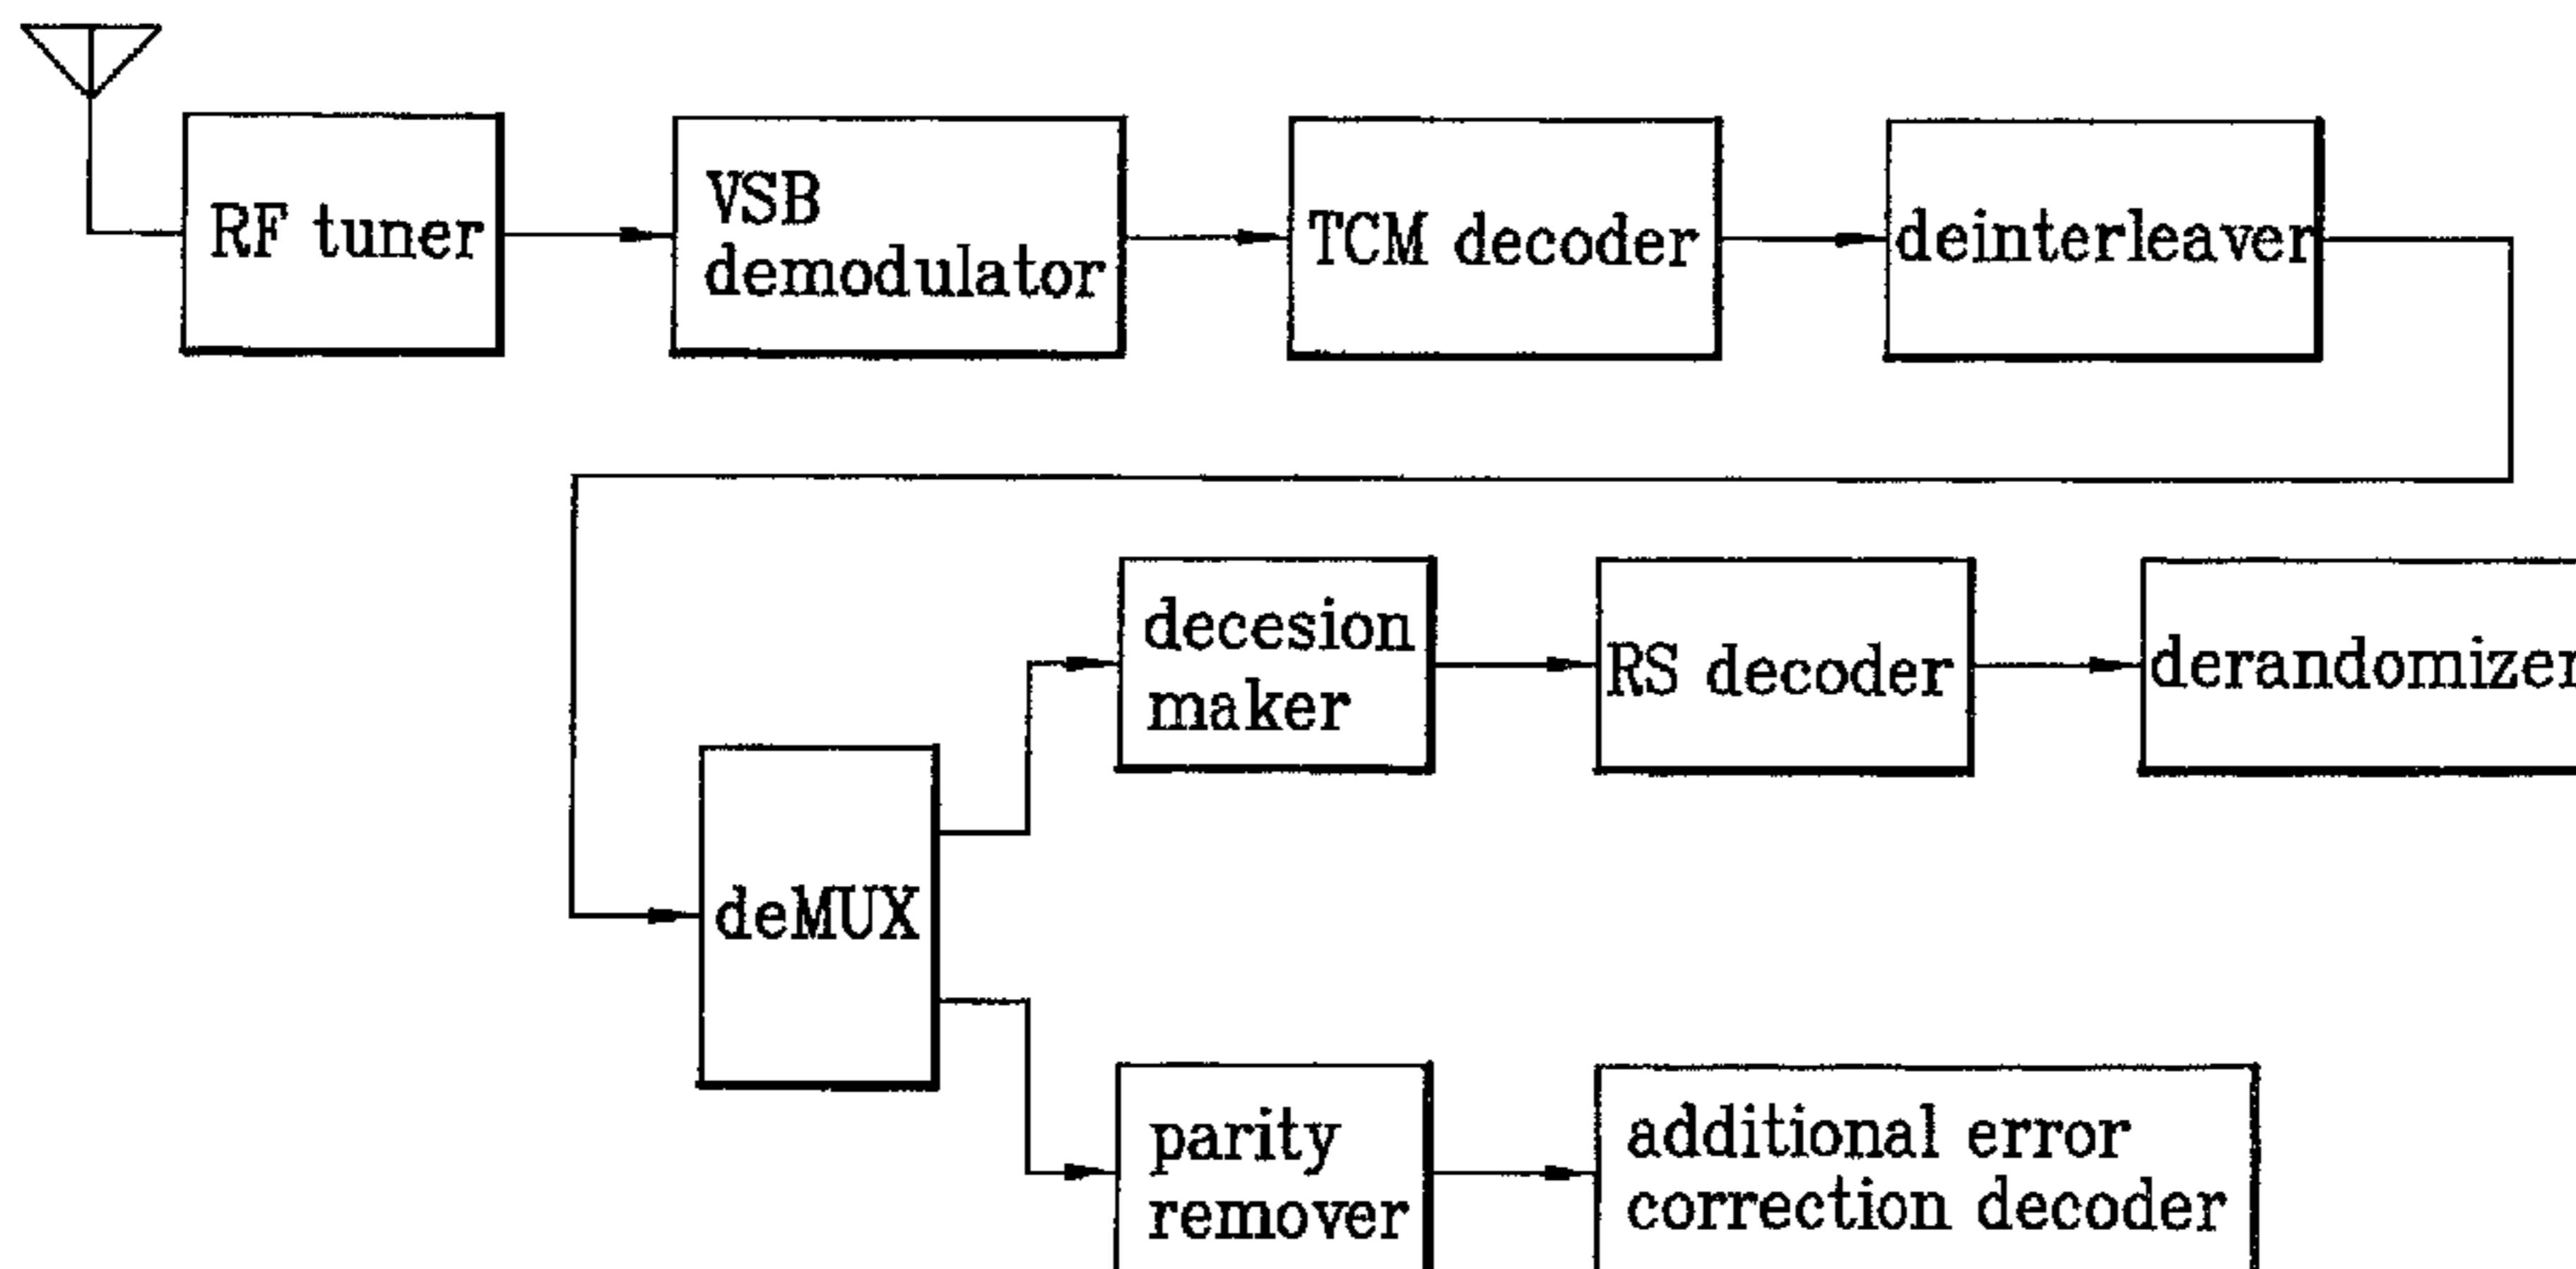 RF tuner
VSB
demodulator
TCM decoder
deinterleaver
decesion
maker
RS decoder
derandomizer
deMUX
parity
remover
additional error
correction decoder